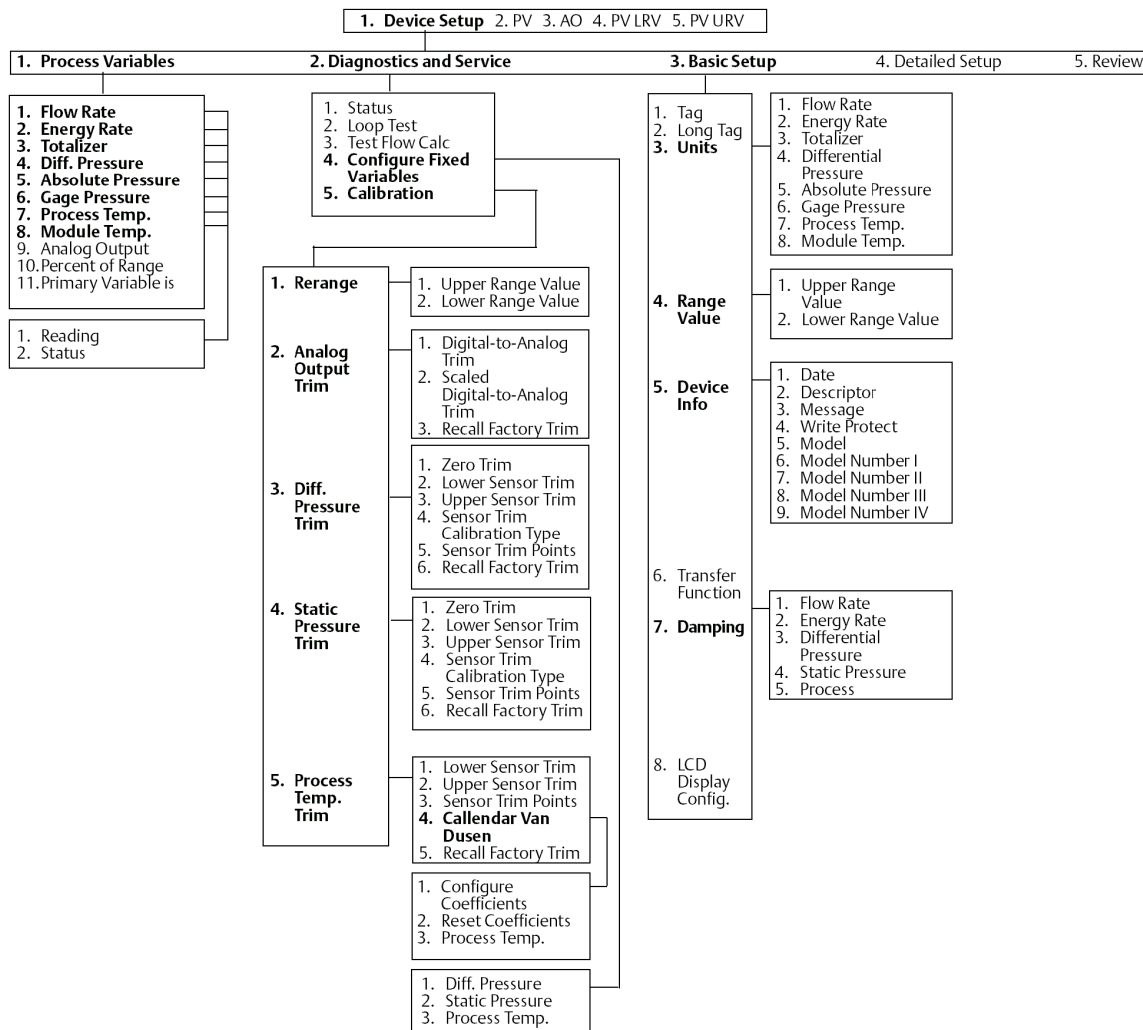 1. Device Setup 2. PV 3. AO 4. PV LRV 5. PV URV
1. Process Variables
2. Diagnostics and Service
3. Basic Setup
4. Detailed Setup
5. Review
1. Flow Rate
2. Energy Rate
3. Totalizer
4. Diff. Pressure
5. Absolute Pressure
6. Gage Pressure
7. Process Temp.
8. Module Temp.
9. Analog Output
10. Percent of Range
11. Primary Variable is
1. Reading
2. Status
1. Status
2. Loop Test
3. Test Flow Calc
4. Configure Fixed
Variables
5. Calibration
1. Rerange
2. Analog
Output
Trim
3. Diff.
Pressure
Trim
4. Static
Pressure
Trim
5. Process
Temp.
Trim
1. Upper Range Value
2. Lower Range Value
1. Digital-to-Analog
Trim
2. Scaled
Digital-to-Analog
Trim
3. Recall Factory Trim
1. Zero Trim
2. Lower Sensor Trim
3. Upper Sensor Trim
4. Sensor Trim
Calibration Type
5. Sensor Trim Points
6. Recall Factory Trim
1. Zero Trim
2. Lower Sensor Trim
3. Upper Sensor Trim
4. Sensor Trim
Calibration Type
5. Sensor Trim Points
6. Recall Factory Trim
1. Lower Sensor Trim
2. Upper Sensor Trim
3. Sensor Trim Points
4. Callendar Van
Dusen
5. Recall Factory Trim
1. Configure
Coefficients
2. Reset Coefficients
3. Process Temp.
1. Diff. Pressure
2. Static Pressure
3. Process Temp.
1. Tag
2. Long Tag
3. Units
4. Range
Value
5. Device
Info
6. Transfer
Function
7. Damping
8. LCD
Display
Config.
1. Flow Rate
2. Energy Rate
3. Totalizer
4. Differential
Pressure
5. Absolute Pressure
6. Gage Pressure
7. Process Temp.
8. Module Temp.
1. Upper Range
Value
2. Lower Range Value
1. Date
2. Descriptor
3. Message
4. Write Protect
5. Model
6. Model Number I
7. Model Number II
8. Model Number III
9. Model Number IV
1. Flow Rate
2. Energy Rate
3. Differential
Pressure
4. Static Pressure
5. Process